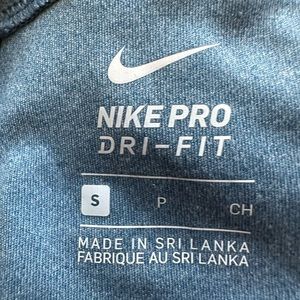 NIKE PRO
DRI-FIT
S P CH
MADE IN SRI LANKA
FABRIQUE AU SRI LANKA